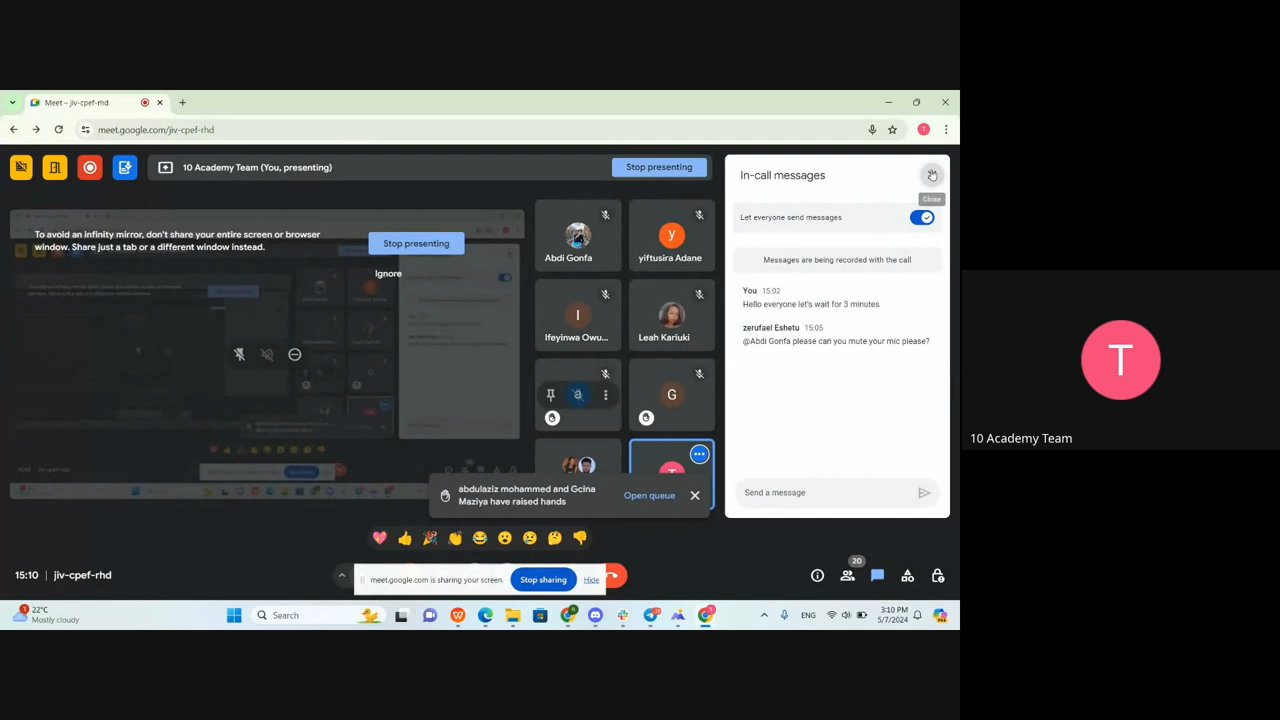 Meet – jiv-cpef-rhd
meet.google.com/jiv-cpef-rhd
T
10 Academy Team (You, presenting)
Stop presenting
To avoid an infinity mirror, don't share your entire screen or browser
window. Share just a tab or a different window instead.
Stop presenting
Ignore
Abdi Gonfa
y
yiftusira Adane
I
Ifeyinwa Owu...
Leah Kariuki
a
G
abdulaziz mohammed and Gcina
Maziya have raised hands
Open queue
In-call messages
Close
Let everyone send messages
Messages are being recorded with the call
You 15:02
Hello everyone let's wait for 3 minutes
zerufael Eshetu 15:05
@Abdi Gonfa please can you mute your mic please?
Send a message
15:10 | jiv-cpef-rhd
meet.google.com is sharing your screen.
Stop sharing
Hide
20
1
22°C
Mostly cloudy
Search
ENG
3:10 PM
5/7/2024
T
10 Academy Team